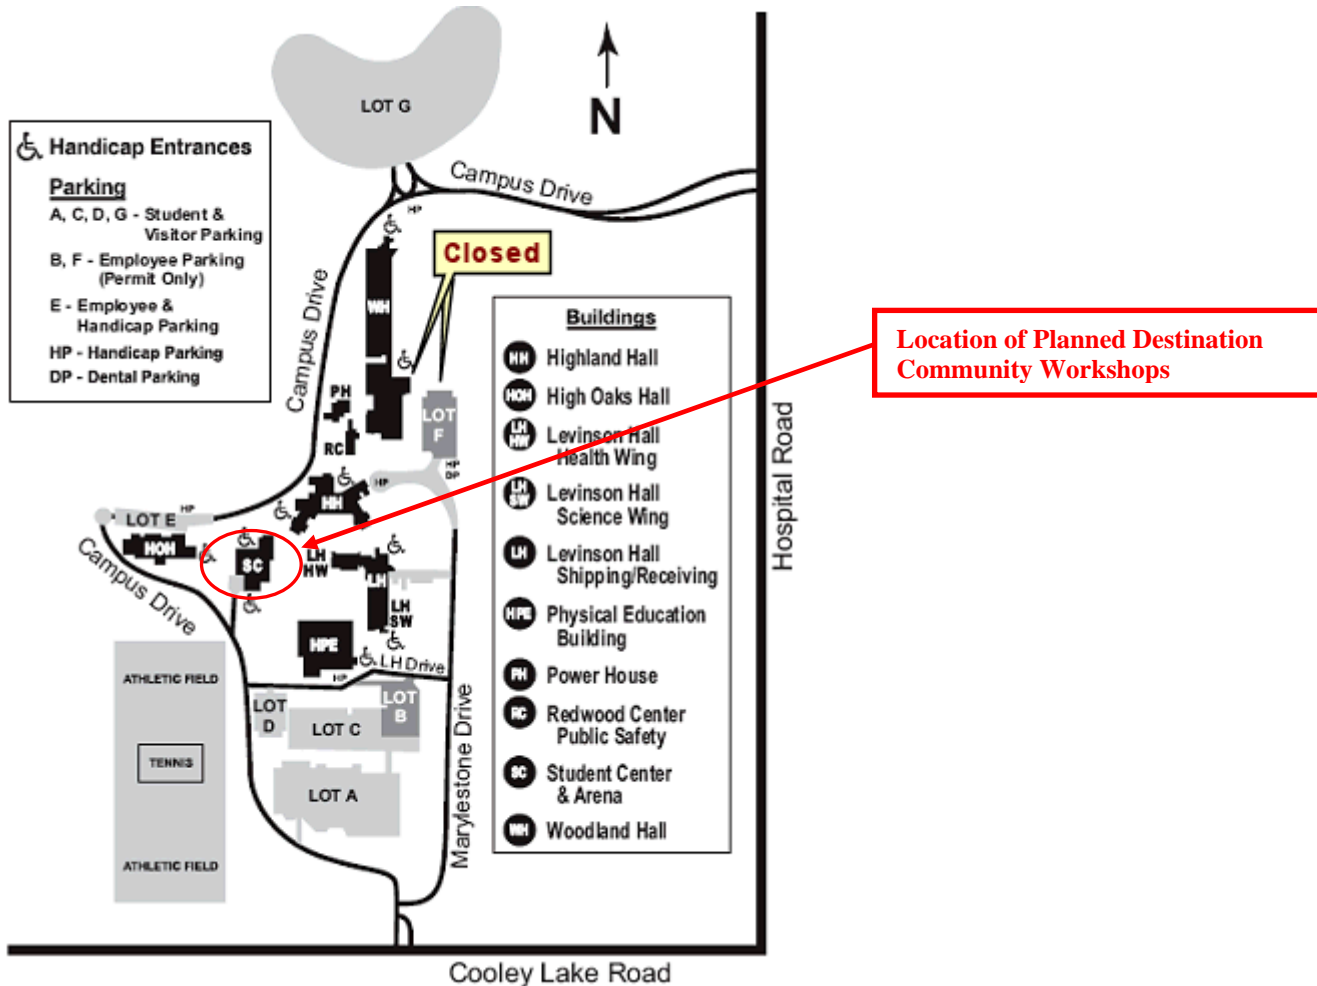 LOT G
N
Campus Drive
Handicap Entrances
Parking
A, C, D, G - Student &
Visitor Parking
B, F - Employee Parking
(Permit Only)
E - Employee &
Handicap Parking
HP - Handicap Parking
DP - Dental Parking
HP
Closed
Campus Drive
WH
Buildings
HH Highland Hall
HOH High Oaks Hall
LH HW Levinson Hall
Health Wing
LH SW Levinson Hall
Science Wing
LH Levinson Hall
Shipping/Receiving
HPE Physical Education
Building
PH Power House
RC Redwood Center
Public Safety
SC Student Center
& Arena
WH Woodland Hall
Location of Planned Destination
Community Workshops
Hospital Road
PH
LOT
F
RC
HP
DP
HP
HH
HP
LOT E
HOH
SC
LH
HW
LH
Campus Drive
LH
SW
HPE
LH Drive
HP
ATHLETIC FIELD
LOT
D
LOT C
LOT
B
TENNIS
LOT A
Marylestone Drive
ATHLETIC FIELD
Cooley Lake Road